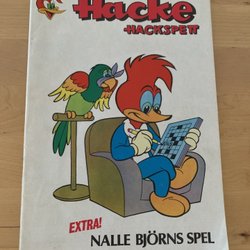 Hacke
HACKSPETT
EXTRA!
NALLE BJÖRNS SPEL